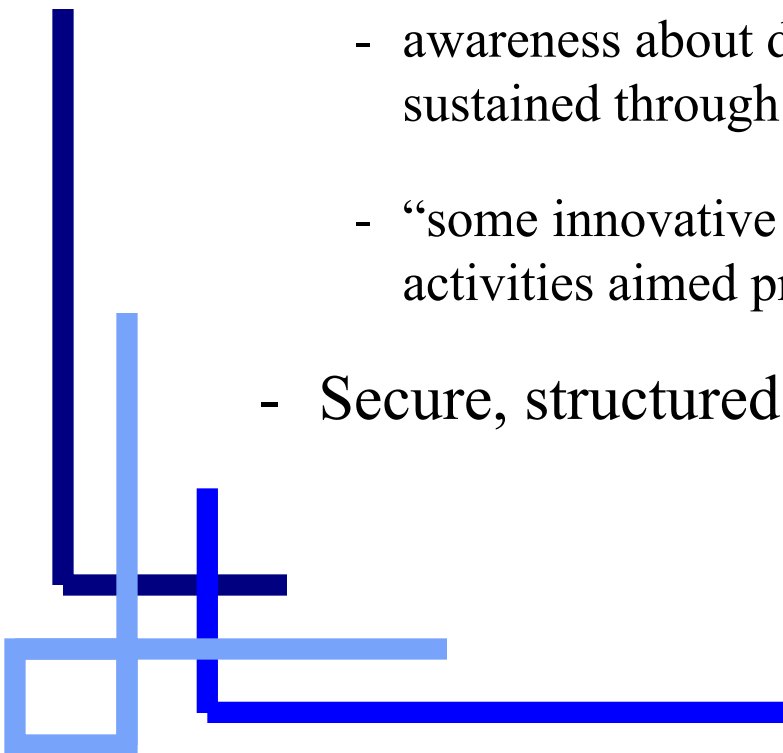 - awareness about
sustained through
- “some innovative
activities aimed
- Secure, structured